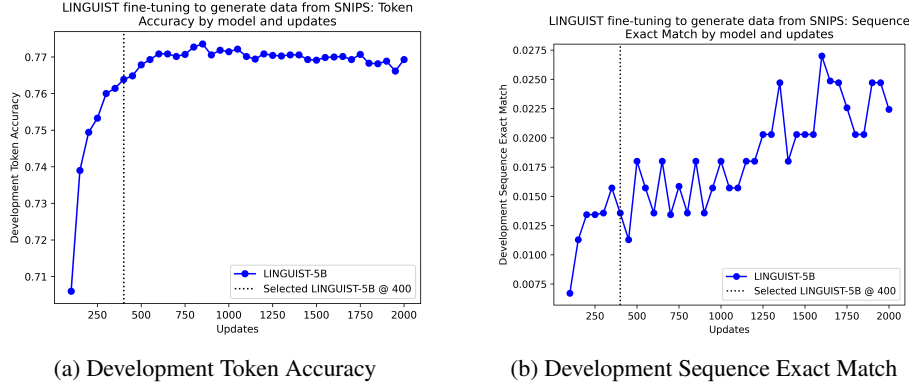 LINGUIST fine-tuning to generate data from SNIPS: Token
Accuracy by model and updates
Development Token Accuracy
0.77
0.76
0.75
0.74
0.73
0.72
0.71
250 500 750 1000 1250 1500 1750 2000
Updates
LINGUIST-5B
Selected LINGUIST-5B @ 400
(a) Development Token Accuracy
LINGUIST fine-tuning to generate data from SNIPS: Sequence
Exact Match by model and updates
Development Sequence Exact Match
0.0275
0.0250
0.0225
0.0200
0.0175
0.0150
0.0125
0.0100
0.0075
250 500 750 1000 1250 1500 1750 2000
Updates
LINGUIST-5B
Selected LINGUIST-5B @ 400
(b) Development Sequence Exact Match